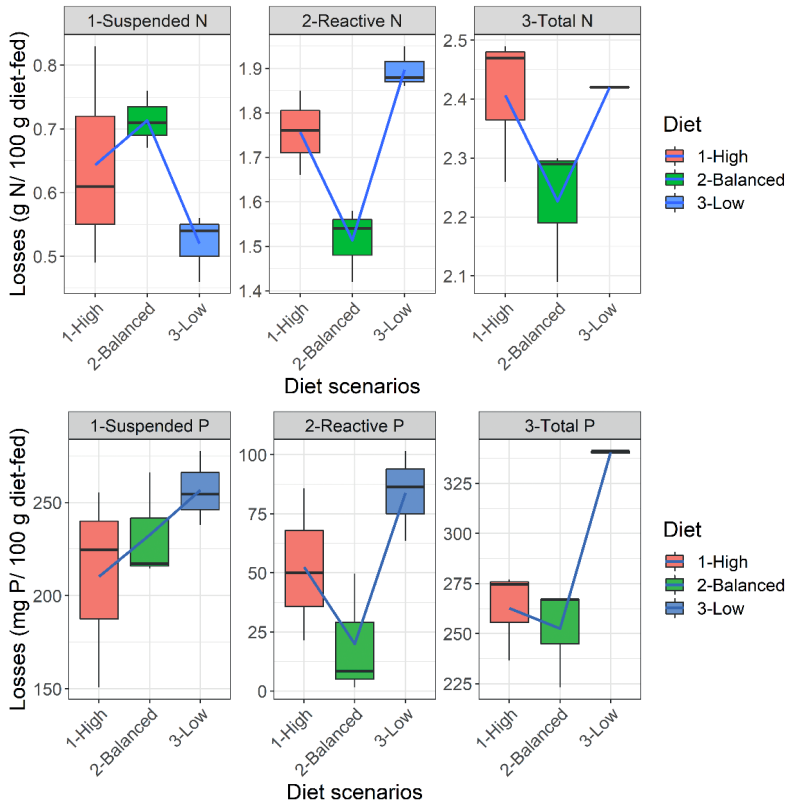 1-Suspended N
2-Reactive N
3-Total N
Losses (g N/ 100 g diet-fed)
0.8
0.7
0.6
0.5
1.9
1.8
1.7
1.6
1.5
1.4
2.5
2.4
2.3
2.2
2.1
1-High
2-Balanced
3-Low
1-High
2-Balanced
3-Low
1-High
2-Balanced
3-Low
Diet scenarios
Diet
1-High
2-Balanced
3-Low
1-Suspended P
2-Reactive P
3-Total P
Losses (mg P/ 100 g diet-fed)
250
200
150
100
75
50
25
0
325
300
275
250
225
1-High
2-Balanced
3-Low
1-High
2-Balanced
3-Low
1-High
2-Balanced
3-Low
Diet scenarios
Diet
1-High
2-Balanced
3-Low